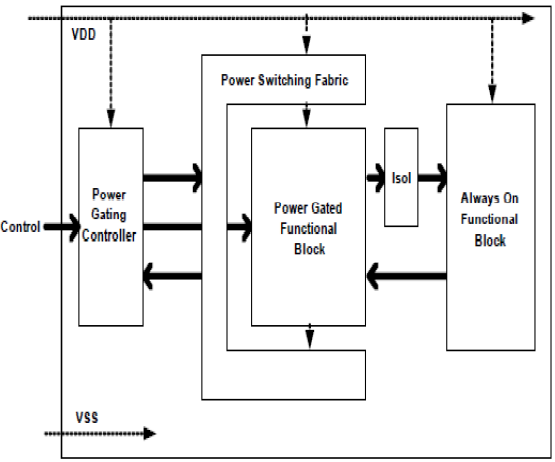 VDD
Power Switching Fabric
Power
Gating
Controller
Control
Power Gated
Functional
Block
Isol
Always On
Functional
Block
VSS